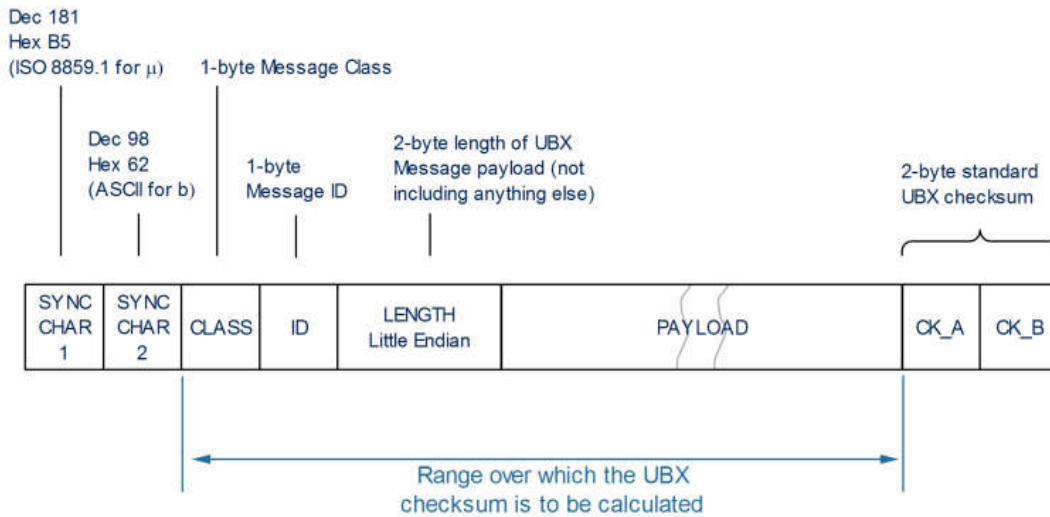 Dec 181
Hex B5
(ISO 8859.1 for μ)
1-byte Message Class
Dec 98
Hex 62
(ASCII for b)
1-byte
Message ID
2-byte length of UBX
Message payload (not
including anything else)
2-byte standard
UBX checksum
SYNC
CHAR
1
SYNC
CHAR
2
CLASS
ID
LENGTH
Little Endian
PAYLOAD
CK_A
CK_B
Range over which the UBX
checksum is to be calculated